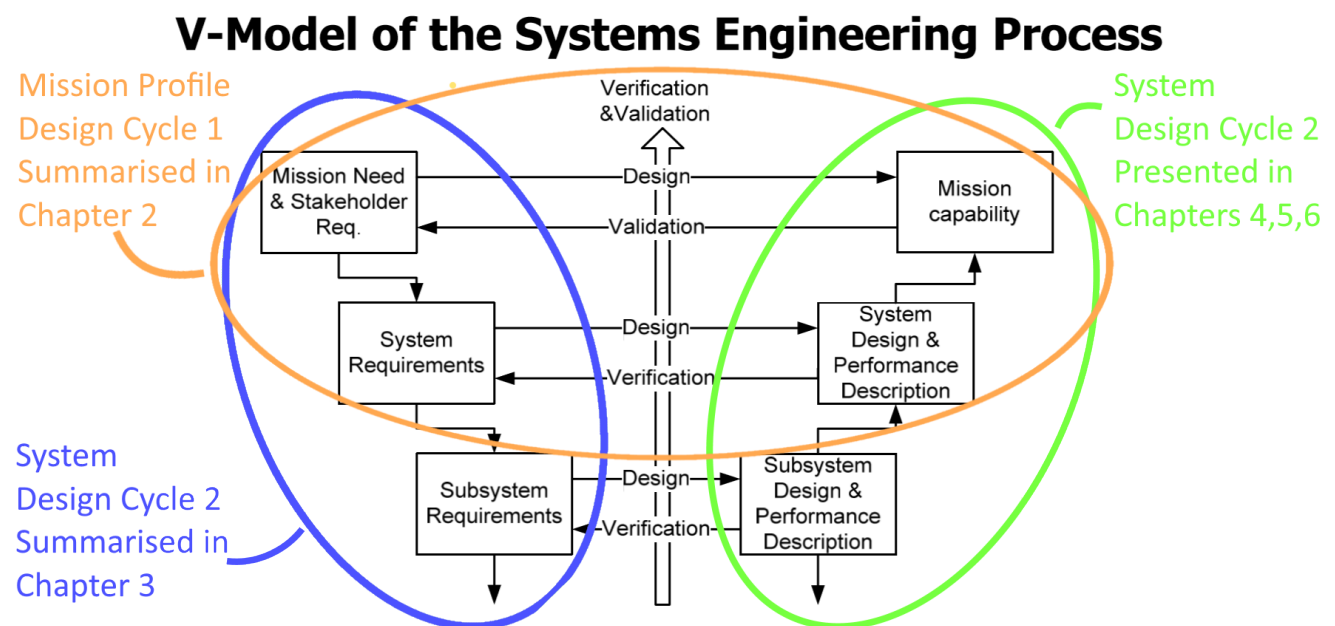 V-Model of the Systems Engineering Process
Mission Profile
Design Cycle 1
Summarised in
Chapter 2
System
Design Cycle 2
Presented in
Chapters 4,5,6
Verification
&Validation
Mission Need
& Stakeholder
Req.
Design
Validation
Mission
capability
System
Requirements
Design
Verification
System
Design &
Performance
Description
System
Design Cycle 2
Summarised in
Chapter 3
Subsystem
Requirements
Design
Verification
Subsystem
Design &
Performance
Description